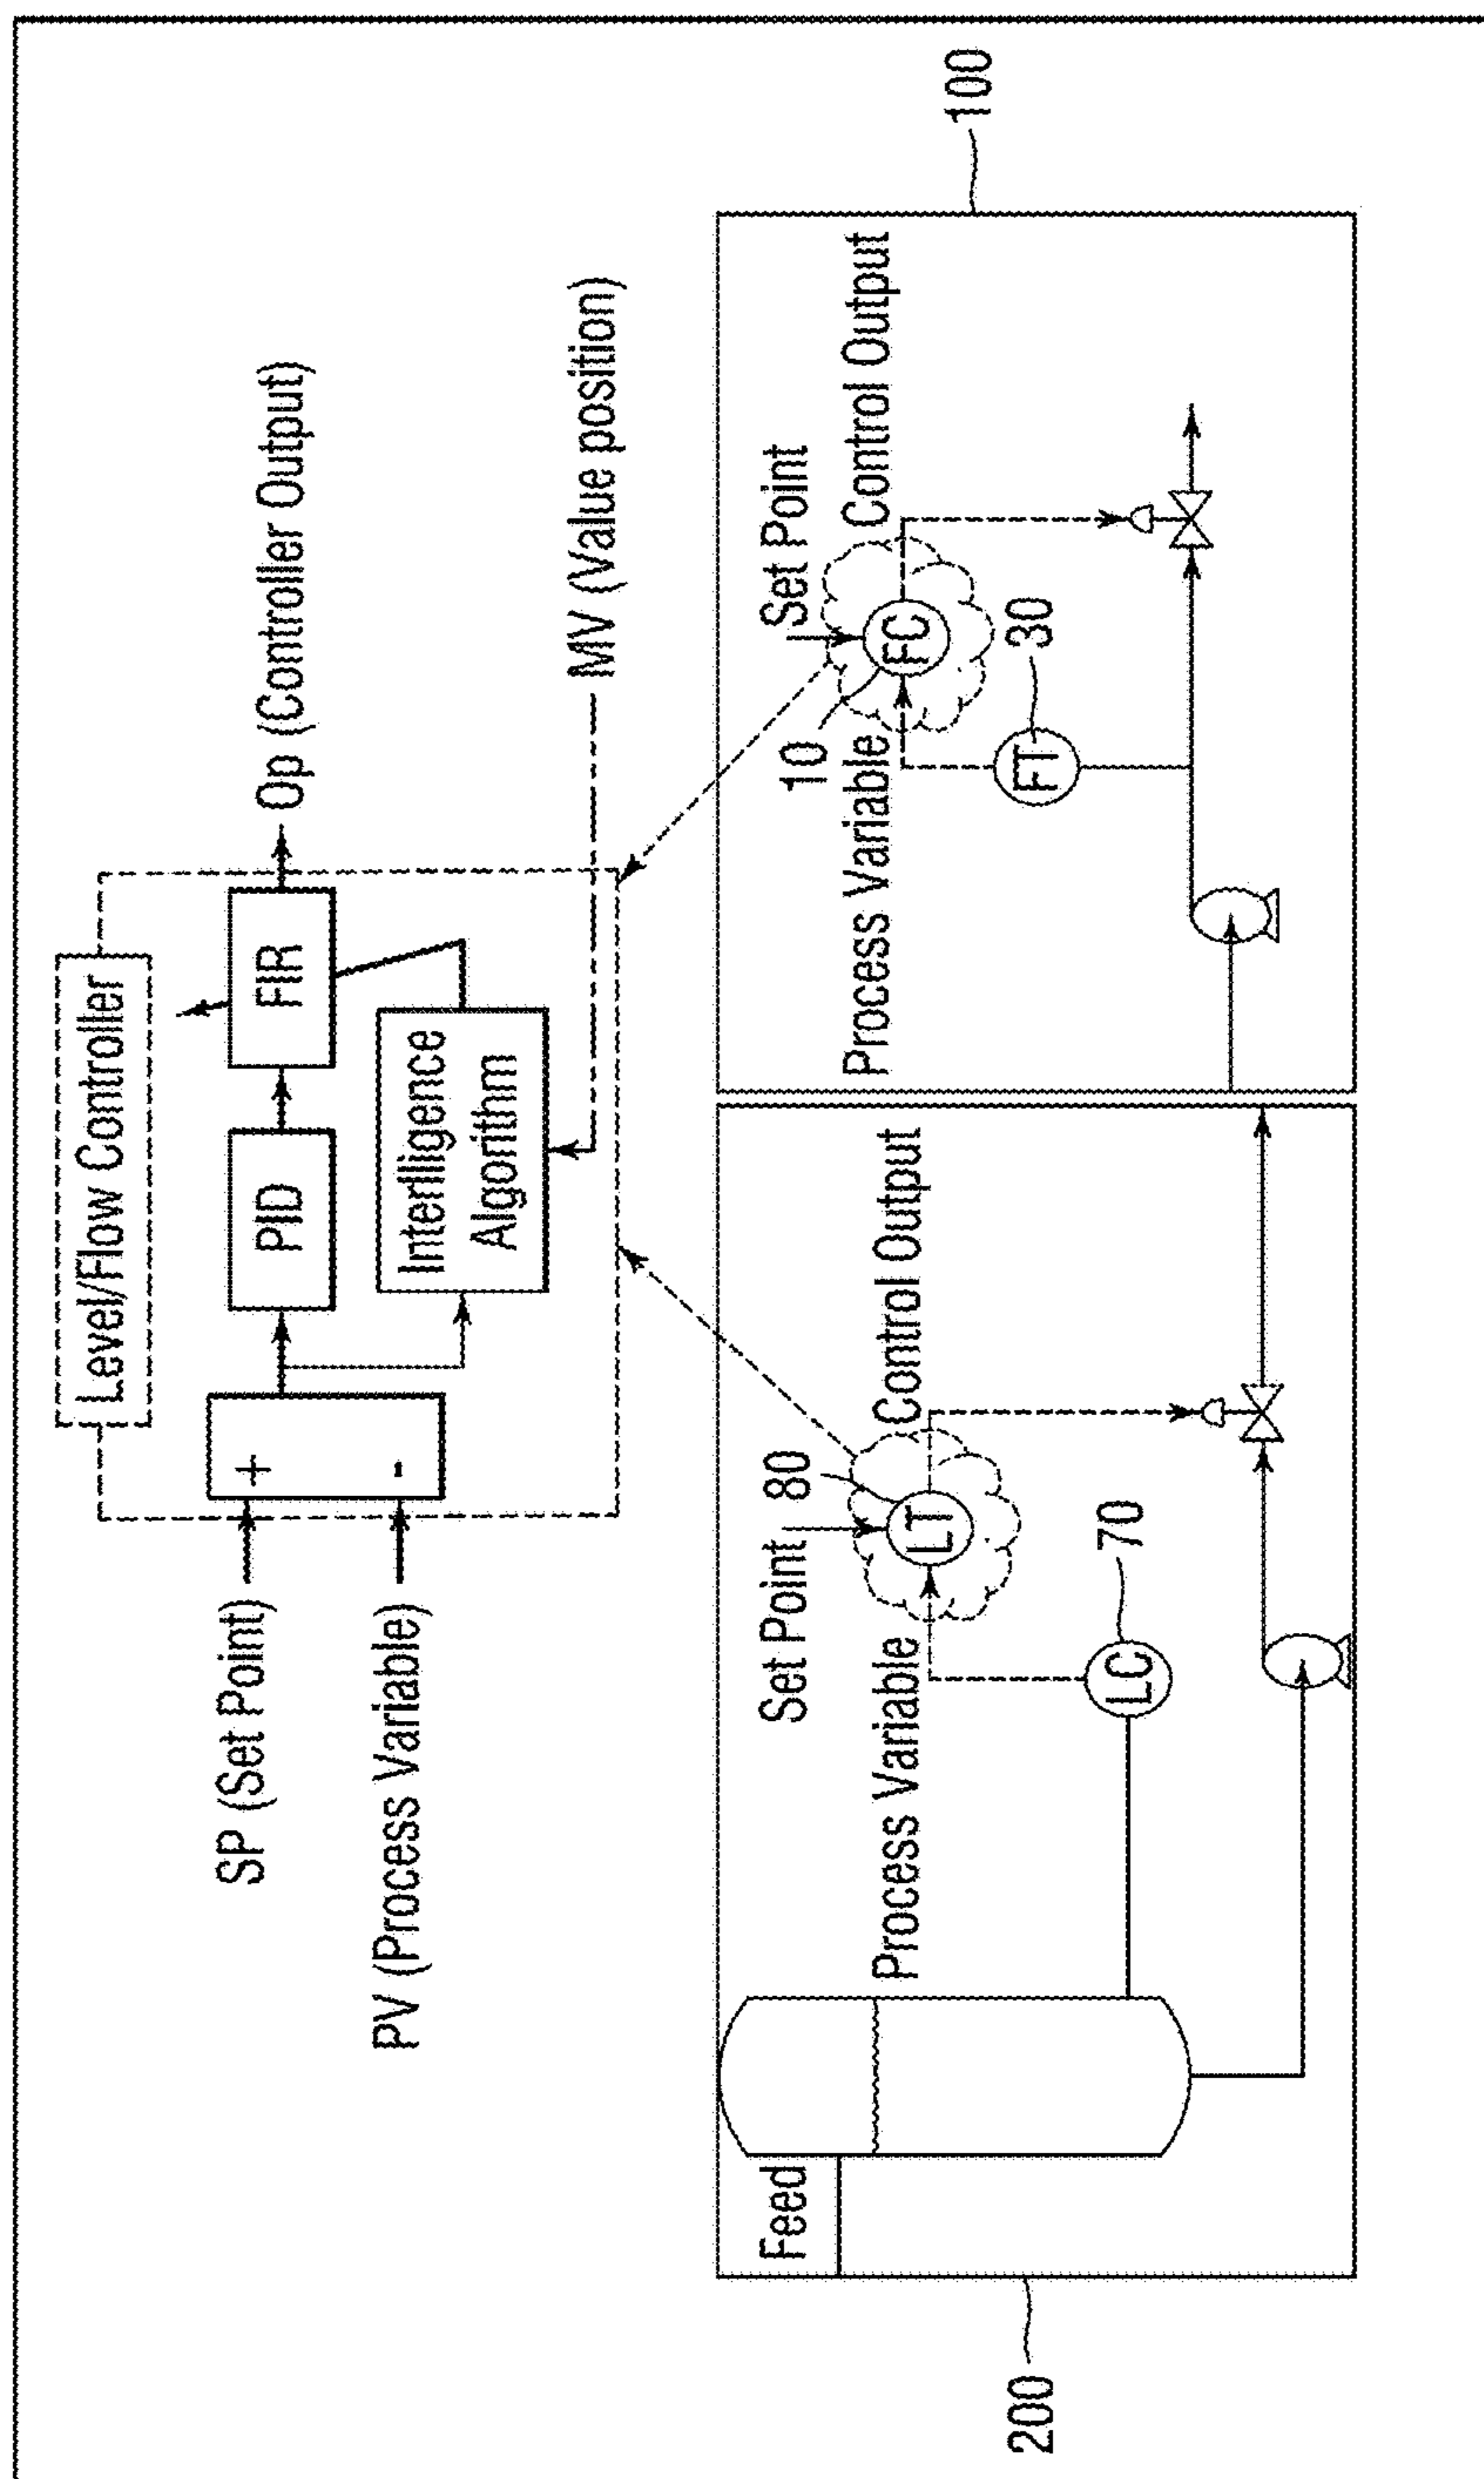 Level/Flow Controller
SP (Set Point)
+
PID
FIR
Op (Controller Output)
PV (Process Variable)
-
Interlligence
Algorithm
MV (Value position)
200
Feed
Set Point
80
Process Variable
LT
Control Output
LC
70
Set Point
10
Process Variable
FC
Control Output
FT
30
100